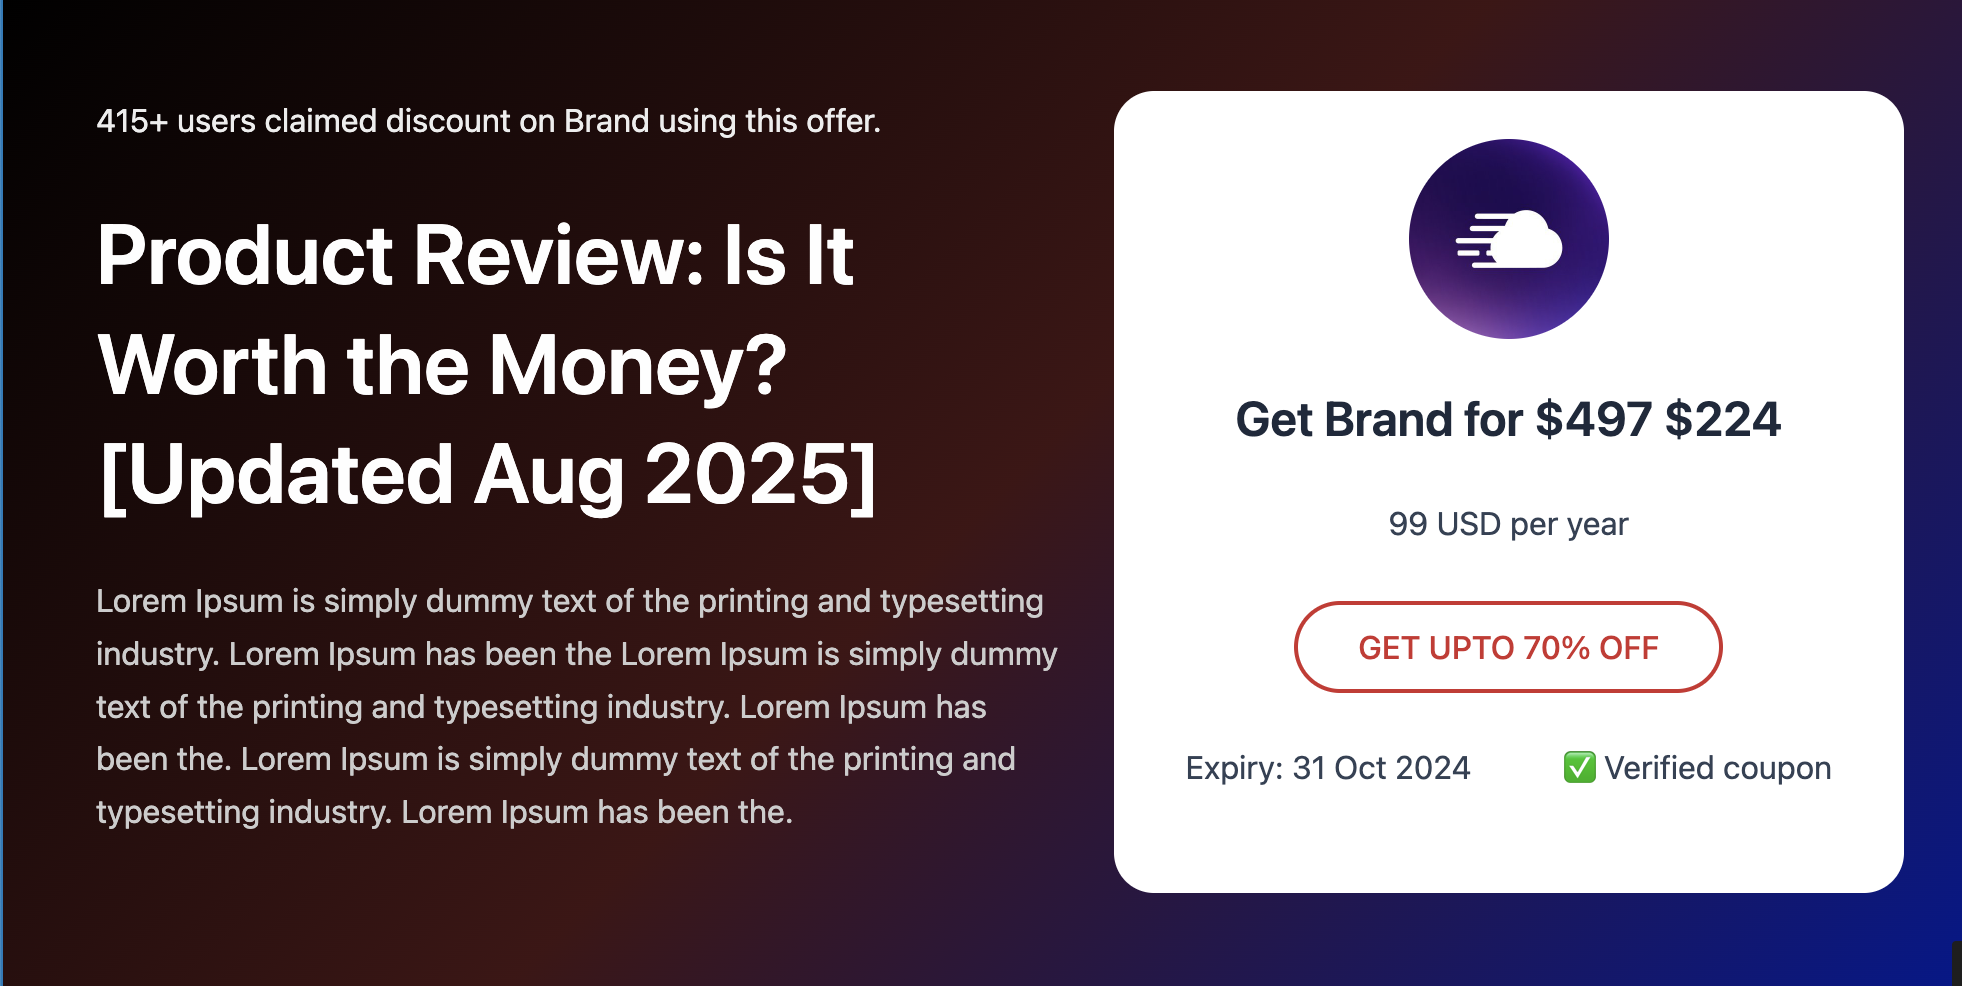 415+ users claimed discount on Brand using this offer.
Product Review: Is It
Worth the Money?
[Updated Aug 2025]
Lorem Ipsum is simply dummy text of the printing and typesetting
industry. Lorem Ipsum has been the Lorem Ipsum is simply dummy
text of the printing and typesetting industry. Lorem Ipsum has
been the. Lorem Ipsum is simply dummy text of the printing and
typesetting industry. Lorem Ipsum has been the.
Get Brand for $497 $224
99 USD per year
GET UPTO 70% OFF
Expiry: 31 Oct 2024 ✅ Verified coupon